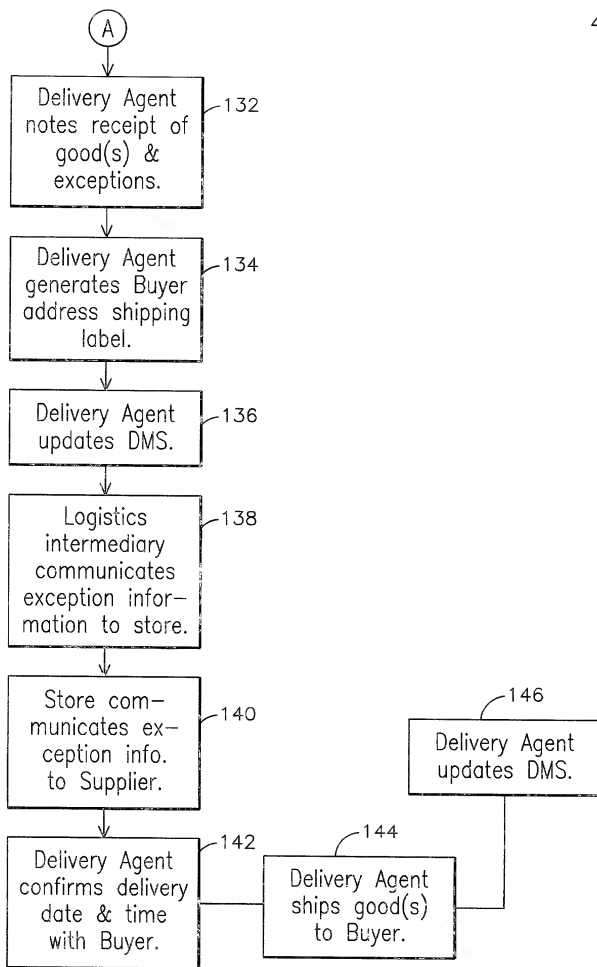 A
4
Delivery Agent
notes receipt of
good(s) &
exceptions.
132
Delivery Agent
generates Buyer
address shipping
label.
134
Delivery Agent
updates DMS.
136
Logistics
intermediary
communicates
exception infor-
mation to store.
138
Store com-
municates ex-
ception info.
to Supplier.
140
Delivery Agent
confirms delivery
date & time
with Buyer.
142
Delivery Agent
ships good(s)
to Buyer.
144
Delivery Agent
updates DMS.
146